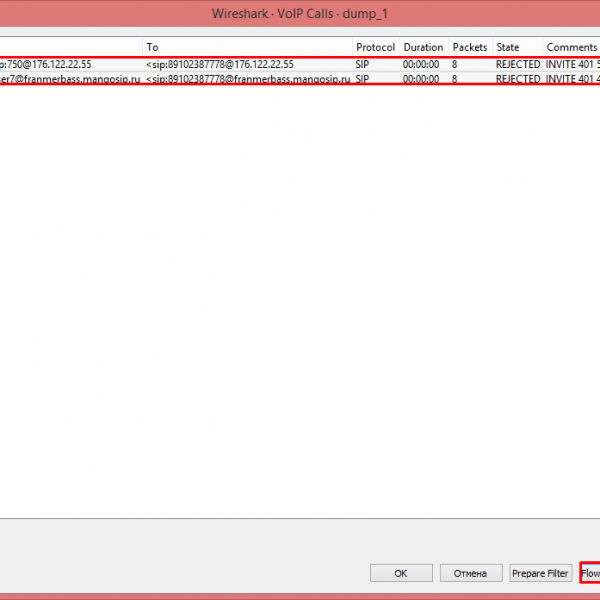 Wireshark · VoIP Calls · dump_1
To Protocol Duration Packets State Comments
p:750@176.122.22.55 <sip:89102387778@176.122.22.55 SIP 00:00:00 8 REJECTED INVITE 401 5
ser7@franmerbass.mangosip.ru <sip:89102387778@franmerbass.mangosip.ru SIP 00:00:00 8 REJECTED INVITE 401 4
OK Отмена Prepare Filter Flow